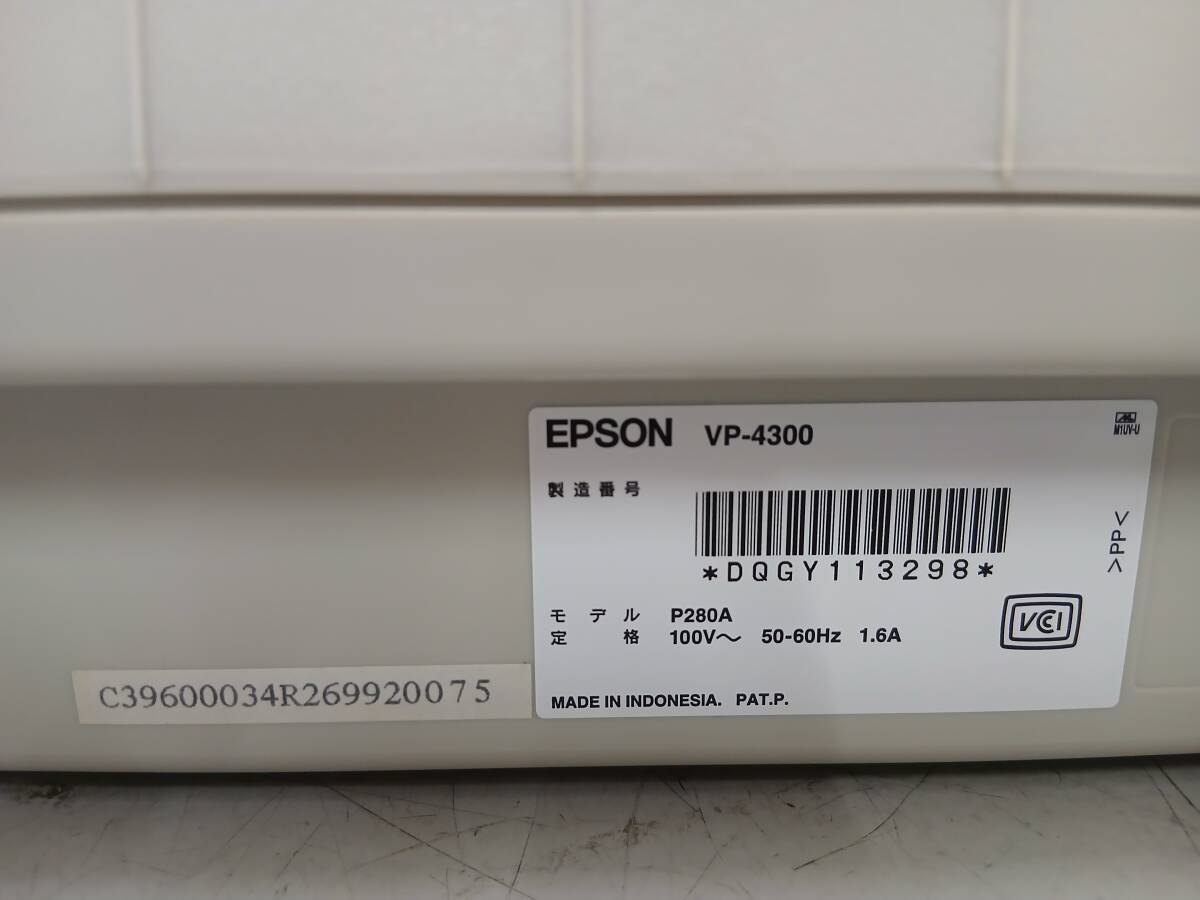 EPSON VP-4300
M1UV-U
製造番号
*DQGY113298*
>PP<
モデル P280A
定格 100V～ 50-60Hz 1.6A
VCCI
C39600034R269920075
MADE IN INDONESIA. PAT.P.